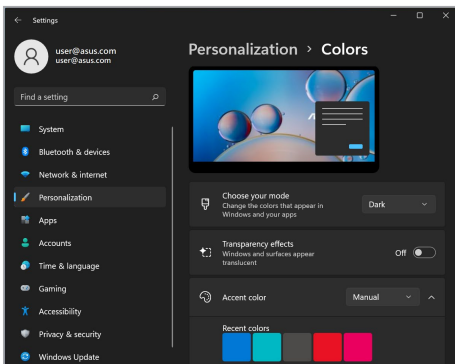 Settings
user@asus.com
user@asus.com
Find a setting
System
Bluetooth & devices
Network & internet
Personalization
Apps
Accounts
Time & language
Gaming
Accessibility
Privacy & security
Windows Update
Personalization > Colors
Choose your mode
Change the colors that appear in
Windows and your apps
Dark
Transparency effects
Windows and surfaces appear
translucent
Off
Accent color
Manual
Recent colors